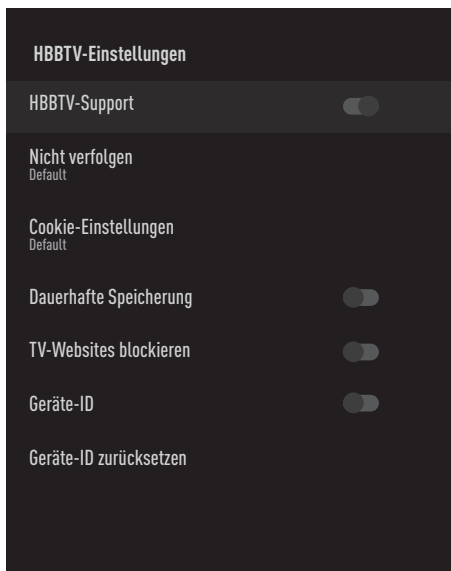 HBBTV-Einstellungen
HBBTV-Support
Nicht verfolgen
Default
Cookie-Einstellungen
Default
Dauerhafte Speicherung
TV-Websites blockieren
Geräte-ID
Geräte-ID zurücksetzen